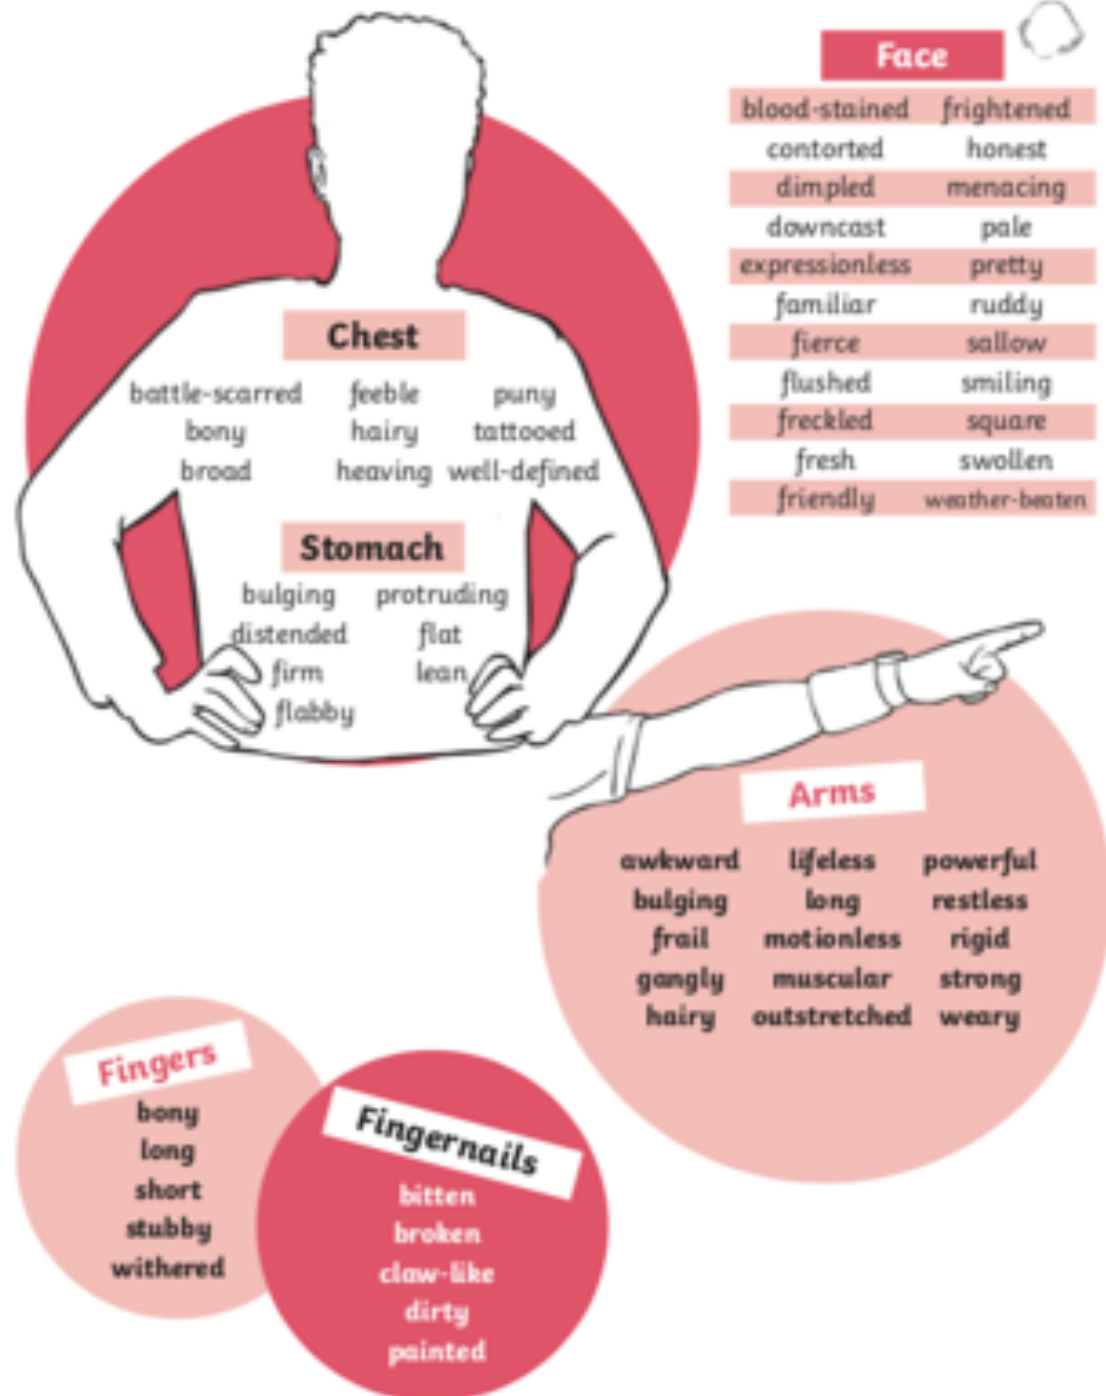 Face
blood-stained frightened
contorted honest
dimpled menacing
downcast pale
expressionless pretty
familiar ruddy
fierce sallow
flushed smiling
freckled square
fresh swollen
friendly weather-beaten
Chest
battle-scarred feeble puny
bony hairy tattooed
broad heaving well-defined
Stomach
bulging protruding
distended flat
firm lean
flabby
Arms
awkward lifeless powerful
bulging long restless
frail motionless rigid
gangly muscular strong
hairy outstretched weary
Fingers
bony
long
short
stubby
withered
Fingernails
bitten
broken
claw-like
dirty
painted